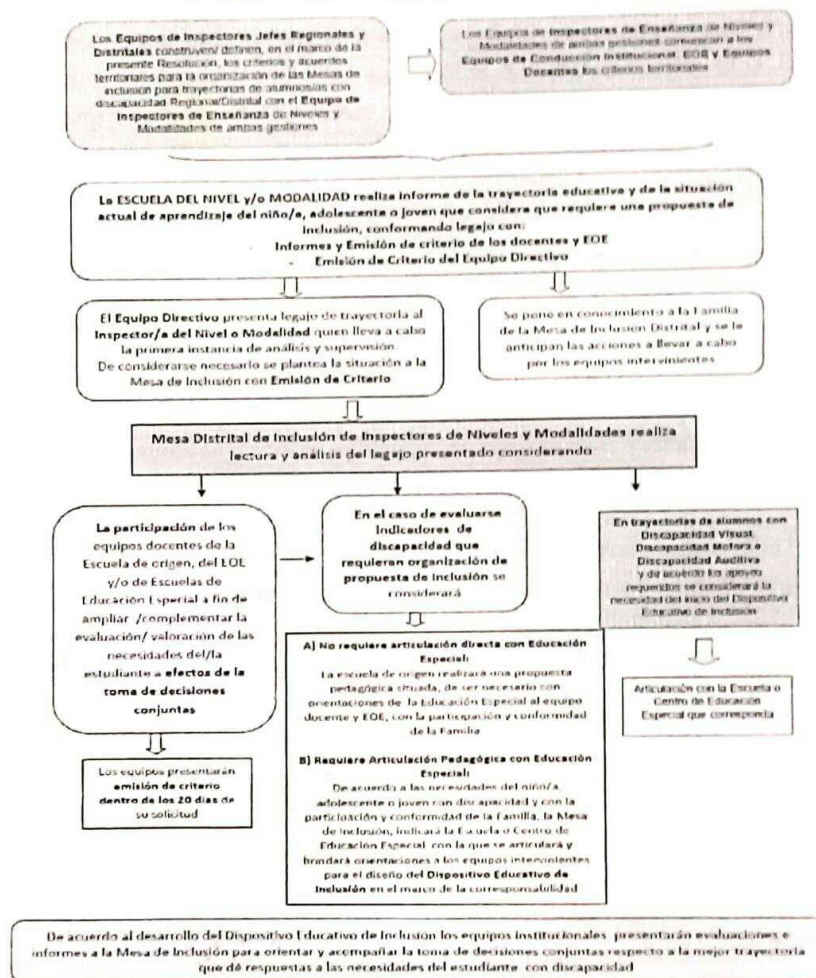 Los Equipos de Inspectores Jefes Regionales y
Distritales construyen/ definen, en el marco de la
presente Resolución, los criterios y acuerdos
territoriales para la organización de las Mesas de
inclusión para trayectorias de alumnos/as con
discapacidad Regional/Distrital con el Equipo de
Inspectores de Enseñanza de Niveles y
Modalidades de ambas gestiones
Los Equipos de Inspectores de Enseñanza de Niveles y
Modalidades de ambas gestiones comunican a los
Equipos de Conducción Institucional, EOE y Equipos
Docentes los criterios territoriales
La ESCUELA DEL NIVEL y/o MODALIDAD realiza informe de la trayectoria educativa y de la situación
actual de aprendizaje del niño/a, adolescente o joven que considera que requiere una propuesta de
Inclusión, conformando legajo con:
- Informes y Emisión de criterio de los docentes y EOE
- Emisión de Criterio del Equipo Directivo
El Equipo Directivo presenta legajo de trayectoria al
Inspector/a del Nivel o Modalidad quien lleva a cabo
la primera instancia de análisis y supervisión.
De considerarse necesario se plantea la situación a la
Mesa de Inclusión con Emisión de Criterio
Se pone en conocimiento a la Familia
de la Mesa de Inclusión Distrital y se le
anticipan las acciones a llevar a cabo
por los equipos intervinientes
Mesa Distrital de Inclusión de Inspectores de Niveles y Modalidades realiza
lectura y análisis del legajo presentado considerando
La participación de los
equipos docentes de la
Escuela de origen, del EOE
y/o de Escuelas de
Educación Especial a fin de
ampliar /complementar la
evaluación/ valoración de las
necesidades del/la
estudiante a efectos de la
toma de decisiones
conjuntas
Los equipos presentarán
emisión de criterio
dentro de los 20 días de
su solicitud
En el caso de evaluarse
indicadores de
discapacidad que
requieran organización de
propuesta de Inclusión se
considerará
A) No requiere articulación directa con Educación
Especial:
La escuela de origen realizará una propuesta
pedagógica situada, de ser necesario con
orientaciones de la Educación Especial al equipo
docente y EOE, con la participación y conformidad
de la Familia
B) Requiere Articulación Pedagógica con Educación
Especial:
De acuerdo a las necesidades del niño/a,
adolescente o joven con discapacidad y con la
participación y conformidad de la Familia, la Mesa
de Inclusión, indicará la Escuela o Centro de
Educación Especial con la que se articulará y
brindará orientaciones a los equipos intervinientes
para el diseño del Dispositivo Educativo de
Inclusión en el marco de la corresponsabilidad
En trayectorias de alumnos con
Discapacidad Visual,
Discapacidad Motora o
Discapacidad Auditiva
y de acuerdo los apoyos
requeridos se considerará la
necesidad del inicio del Dispositivo
Educativo de Inclusión
Articulación con la Escuela o
Centro de Educación
Especial que corresponda
De acuerdo al desarrollo del Dispositivo Educativo de Inclusión los equipos institucionales presentarán evaluaciones e
informes a la Mesa de Inclusión para orientar y acompañar la toma de decisiones conjuntas respecto a la mejor trayectoria
que dé respuestas a las necesidades del estudiante con discapacidad